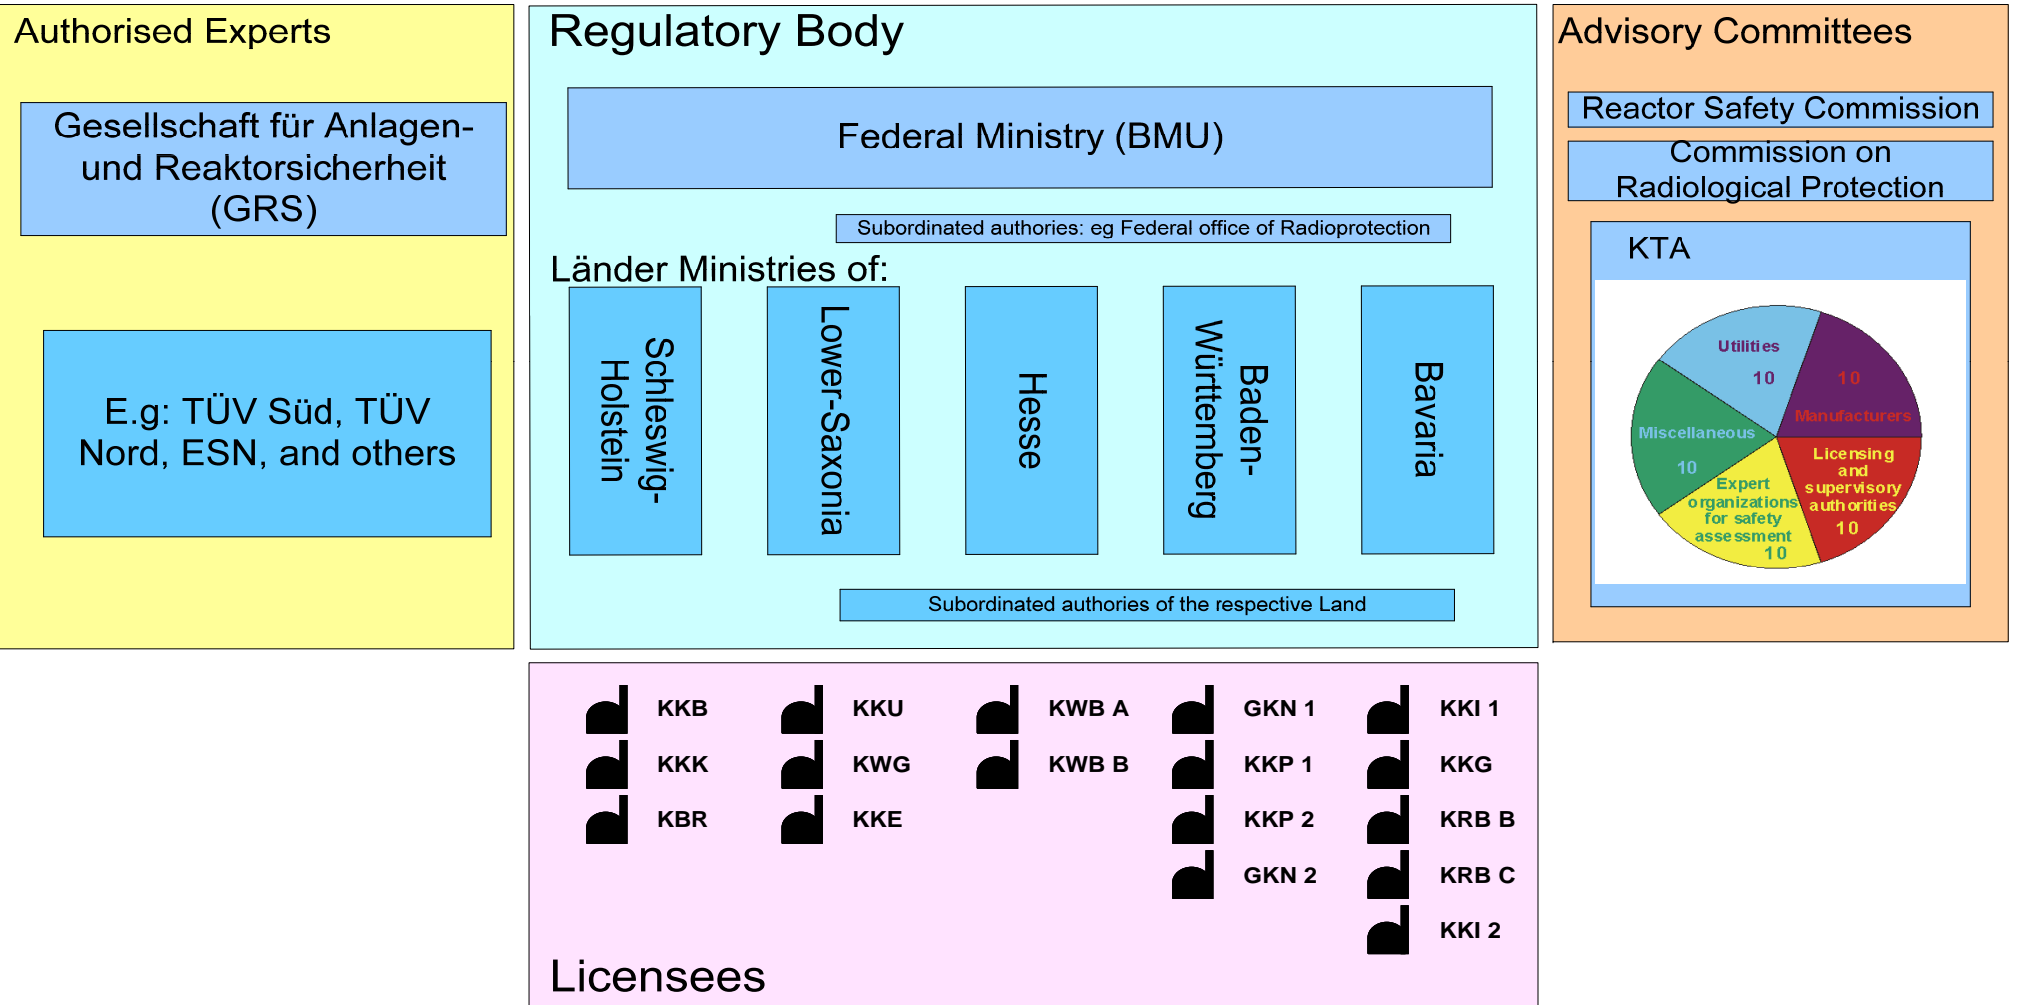 Authorised Experts
Gesellschaft für Anlagen-
und Reaktorsicherheit
(GRS)
E.g: TÜV Süd, TÜV
Nord, ESN, and others
Regulatory Body
Federal Ministry (BMU)
Subordinated authories: eg Federal office of Radioprotection
Länder Ministries of:
Schleswig-
Holstein
Lower-Saxonia
Hesse
Baden-
Württemberg
Bavaria
Subordinated authories of the respective Land
Advisory Committees
Reactor Safety Commission
Commission on
Radiological Protection
KTA
Utilities
10
10
Manufacturers
Miscellaneous
10
Licensing
and
supervisory
authorities
10
Expert
organizations
for safety
assessment
10
KKB
KKK
KBR
KKU
KWG
KKE
KWB A
KWB B
GKN 1
KKP 1
KKP 2
GKN 2
KKI 1
KKG
KRB B
KRB C
KKI 2
Licensees